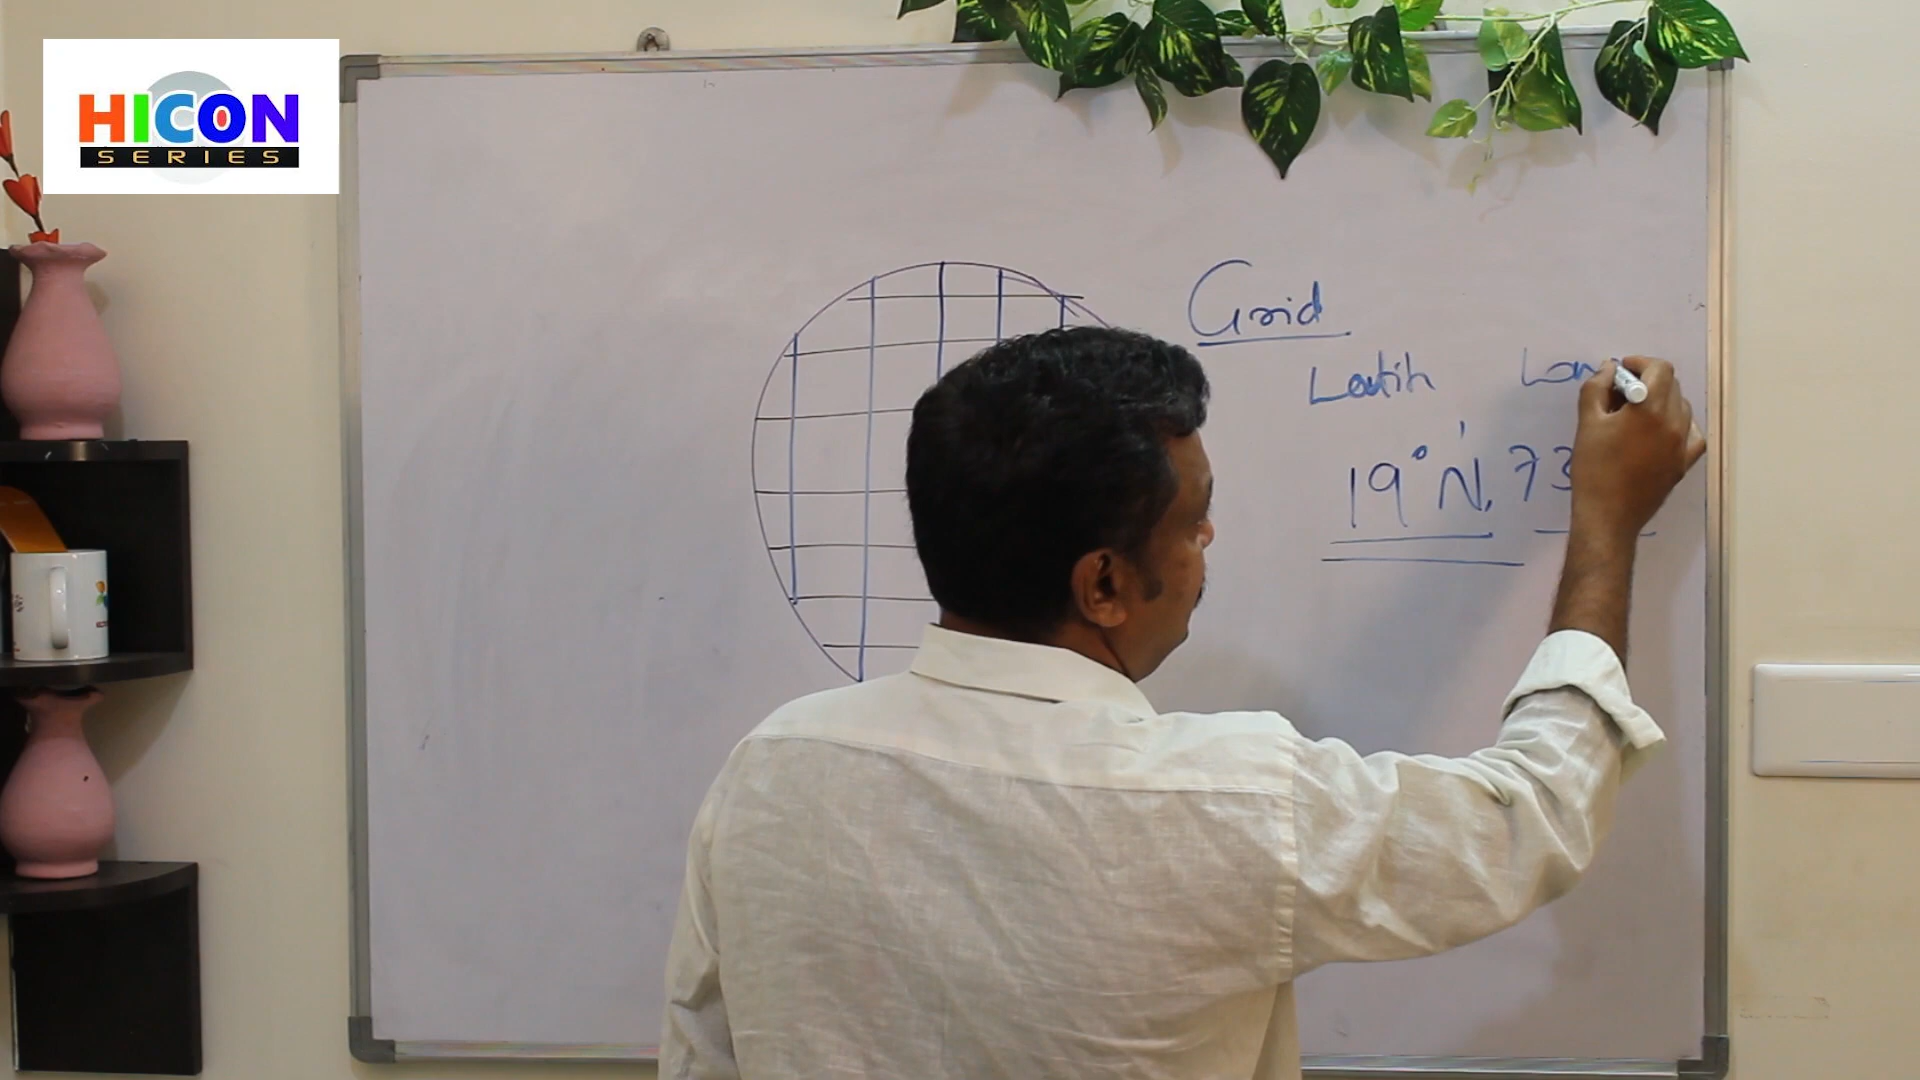 HICON
SERIES
Grid
Latih
19° N, 73